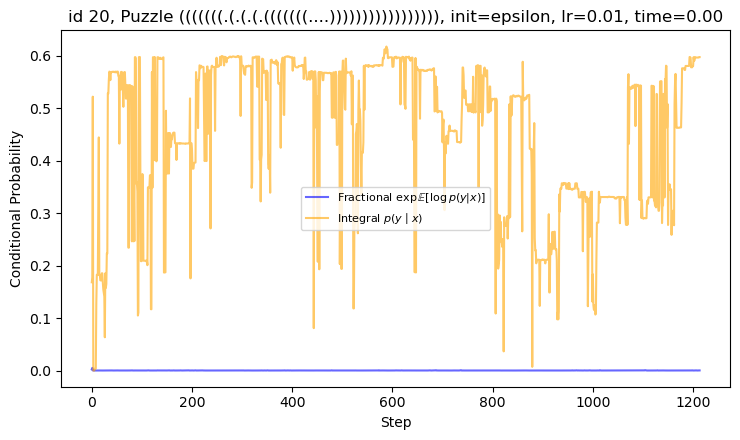 id 20, Puzzle (((((((.(.(.(.(((((((....))))))))))))))))), init=epsilon, lr=0.01, time=0.00
Conditional Probability
0.6
0.5
0.4
0.3
0.2
0.1
0.0
Fractional exp𝔼[log p(y|x)]
Integral p(y | x)
0 200 400 600 800 1000 1200
Step